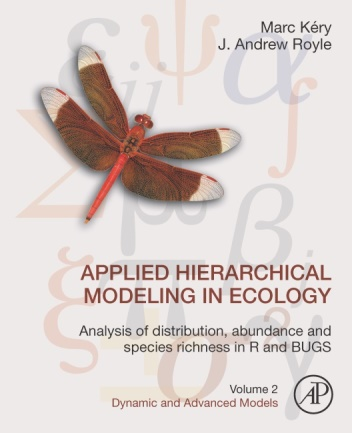 Marc Kéry
J. Andrew Royle
APPLIED HIERARCHICAL
MODELING IN ECOLOGY
Analysis of distribution, abundance and
species richness in R and BUGS
Volume 2
Dynamic and Advanced Models
AP